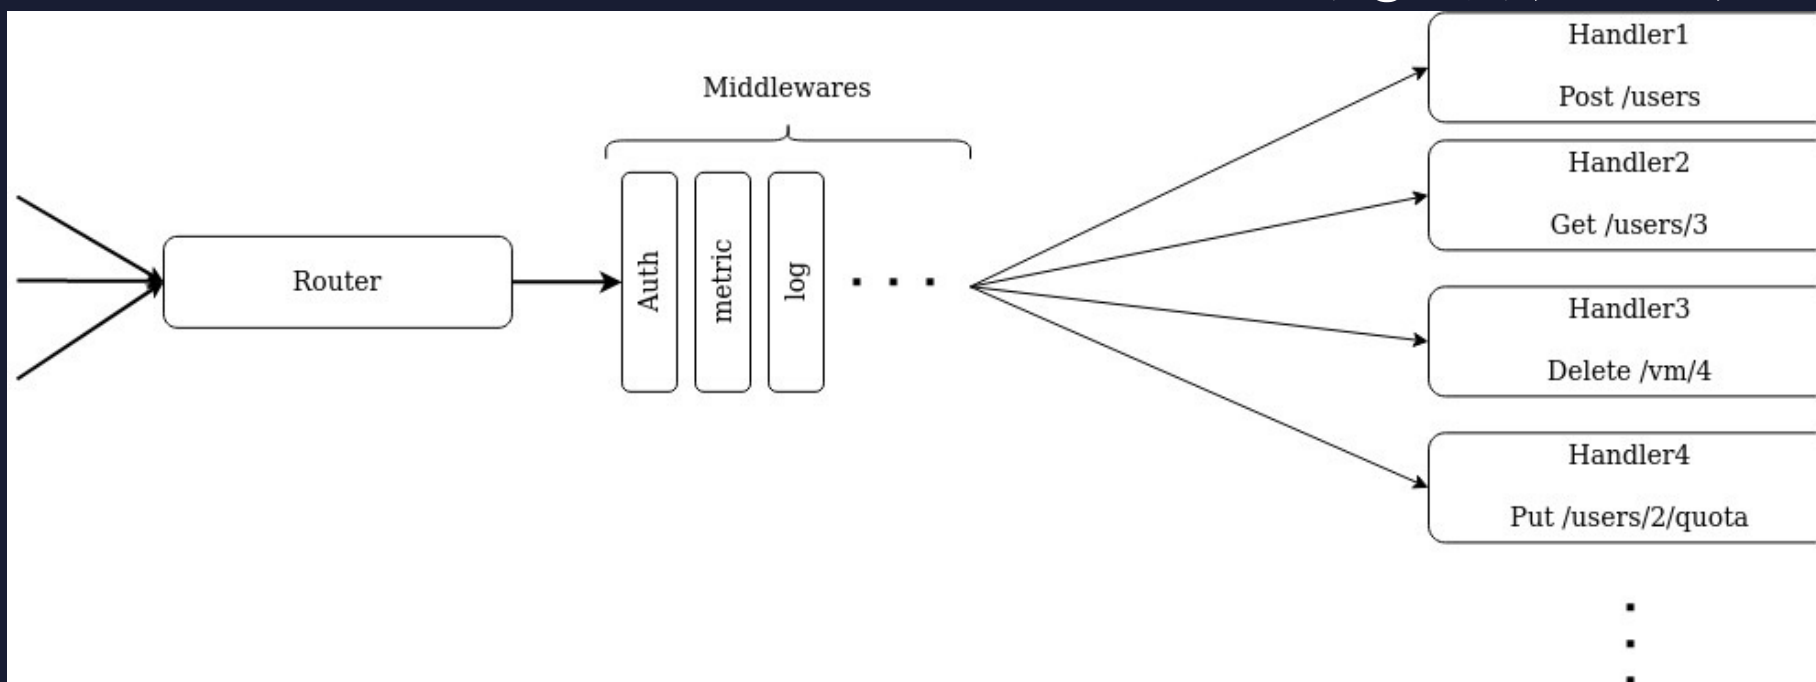 Middlewares
Router
Auth
metric
log
. . .
Handler1
Post /users
Handler2
Get /users/3
Handler3
Delete /vm/4
Handler4
Put /users/2/quota